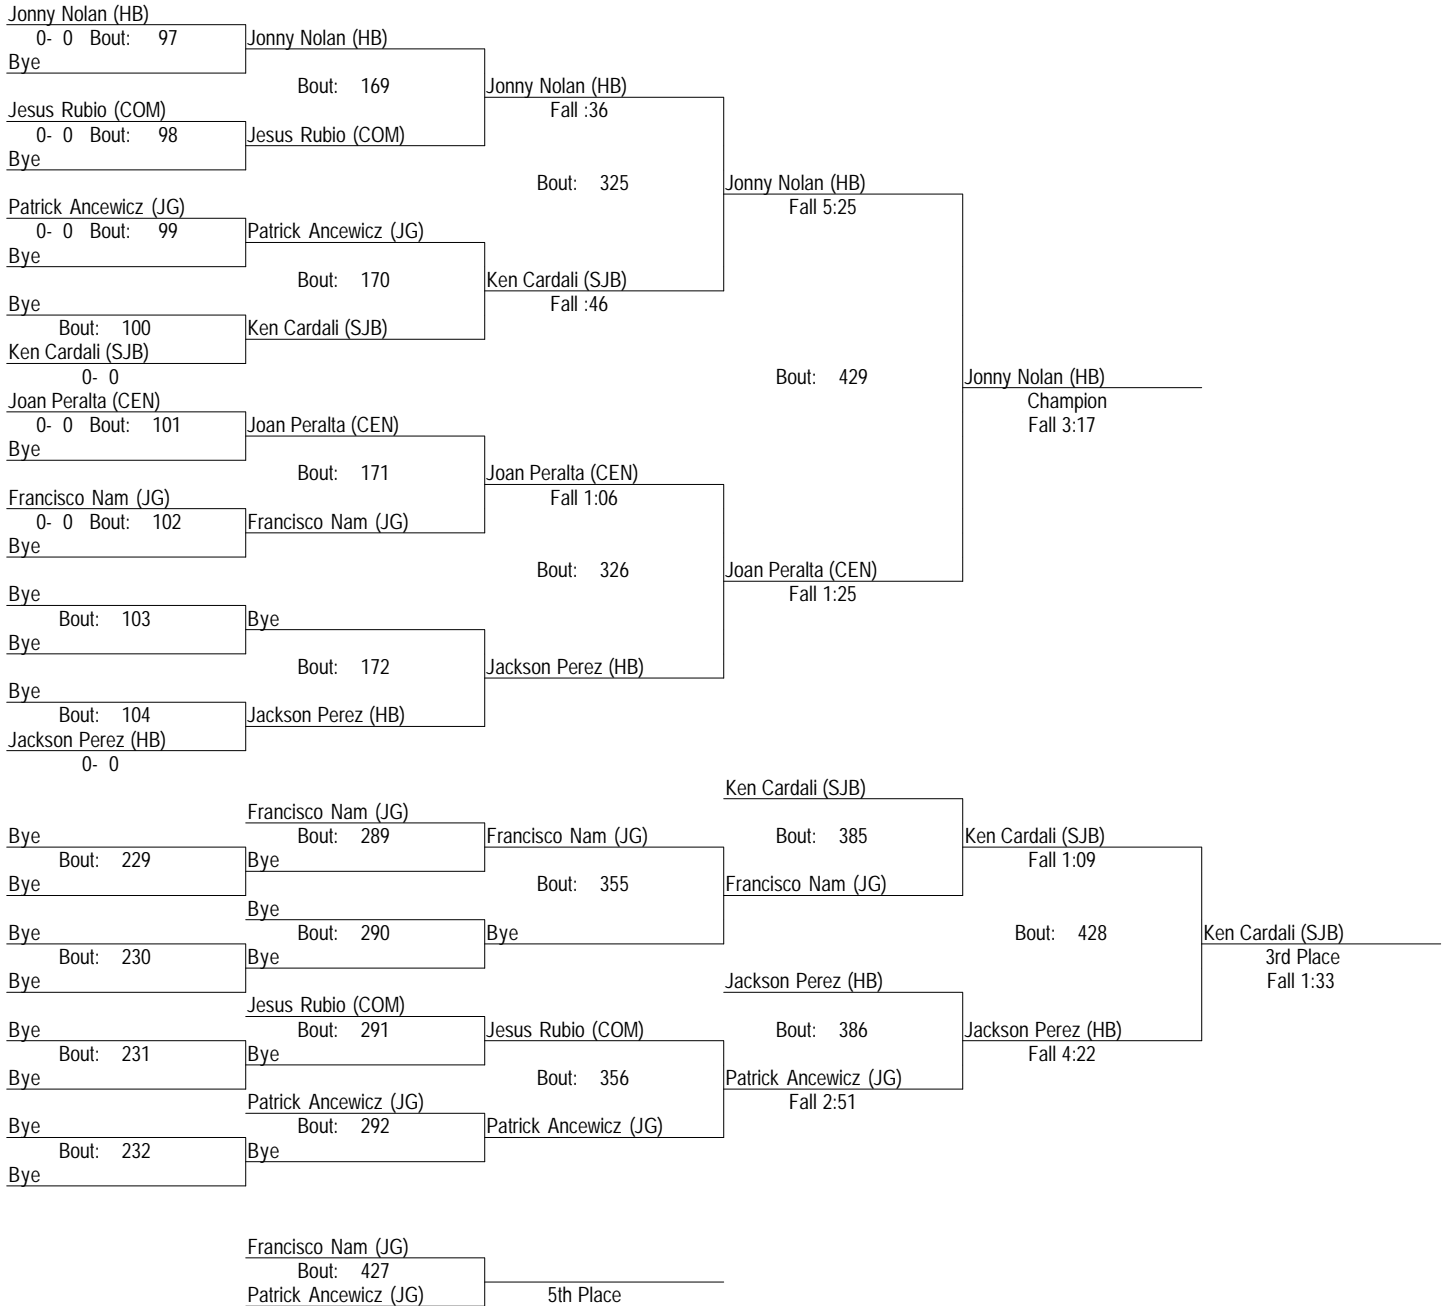 Jonny Nolan (HB)
0- 0 Bout: 97 Jonny Nolan (HB)
Bye
Bout: 169 Jonny Nolan (HB)
Jesus Rubio (COM) Fall :36
0- 0 Bout: 98 Jesus Rubio (COM)
Bye
Bout: 325 Jonny Nolan (HB)
Patrick Ancewicz (JG) Fall 5:25
0- 0 Bout: 99 Patrick Ancewicz (JG)
Bye
Bout: 170 Ken Cardali (SJB)
Bye Fall :46
Bout: 100 Ken Cardali (SJB)
Ken Cardali (SJB)
0- 0 Bout: 429 Jonny Nolan (HB)
Joan Peralta (CEN) Champion
0- 0 Bout: 101 Joan Peralta (CEN) Fall 3:17
Bye
Bout: 171 Joan Peralta (CEN)
Francisco Nam (JG) Fall 1:06
0- 0 Bout: 102 Francisco Nam (JG)
Bye
Bout: 326 Joan Peralta (CEN)
Bye Fall 1:25
Bout: 103 Bye
Bye
Bout: 172 Jackson Perez (HB)
Bye
Bout: 104 Jackson Perez (HB)
Jackson Perez (HB)
0- 0
Ken Cardali (SJB)
Francisco Nam (JG)
Bye Bout: 289 Francisco Nam (JG) Bout: 385 Ken Cardali (SJB)
Bout: 229 Bye Fall 1:09
Bye Bout: 355 Francisco Nam (JG)
Bye
Bye Bout: 290 Bye Bout: 428 Ken Cardali (SJB)
Bout: 230 Bye 3rd Place
Bye Jackson Perez (HB) Fall 1:33
Jesus Rubio (COM)
Bye Bout: 291 Jesus Rubio (COM) Bout: 386 Jackson Perez (HB)
Bout: 231 Bye Fall 4:22
Bye Bout: 356 Patrick Ancewicz (JG)
Patrick Ancewicz (JG) Fall 2:51
Bye Bout: 292 Patrick Ancewicz (JG)
Bout: 232 Bye
Bye
Francisco Nam (JG)
Bout: 427
Patrick Ancewicz (JG) 5th Place